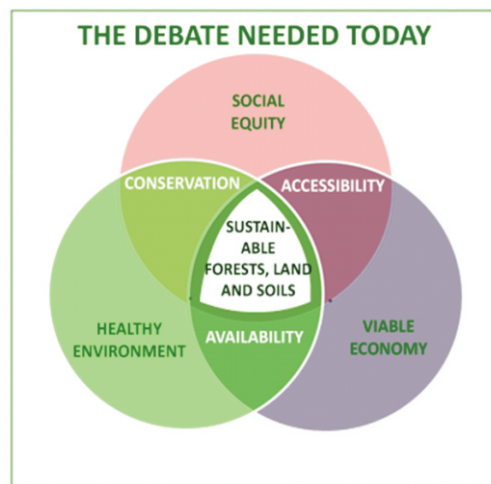 THE DEBATE NEEDED TODAY
SOCIAL
EQUITY
CONSERVATION
ACCESSIBILITY
SUSTAIN-
ABLE
FORESTS, LAND
AND SOILS
HEALTHY
ENVIRONMENT
AVAILABILITY
VIABLE
ECONOMY